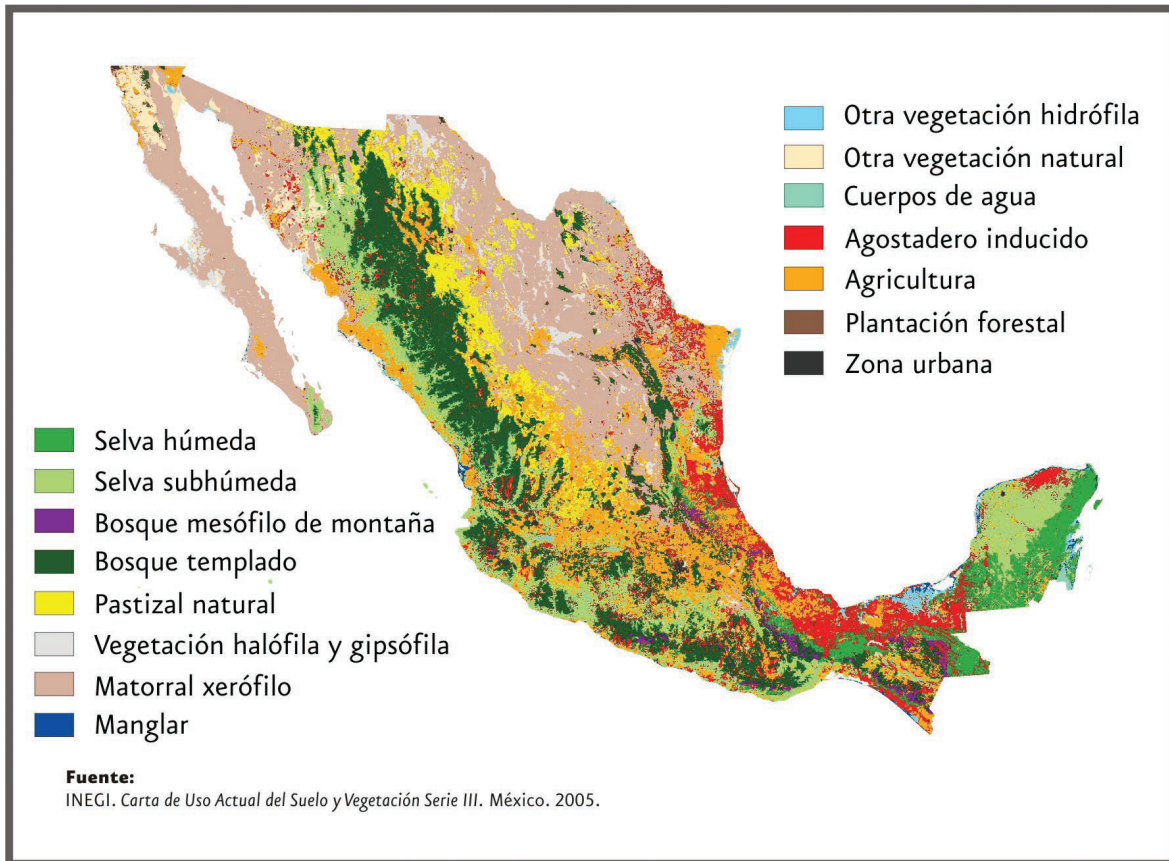 Otra vegetación hidrófila
Otra vegetación natural
Cuerpos de agua
Agostadero inducido
Agricultura
Plantación forestal
Zona urbana
Selva húmeda
Selva subhúmeda
Bosque mesófilo de montaña
Bosque templado
Pastizal natural
Vegetación halófila y gipsófila
Matorral xerófilo
Manglar
Fuente:
INEGI. Carta de Uso Actual del Suelo y Vegetación Serie III. México. 2005.